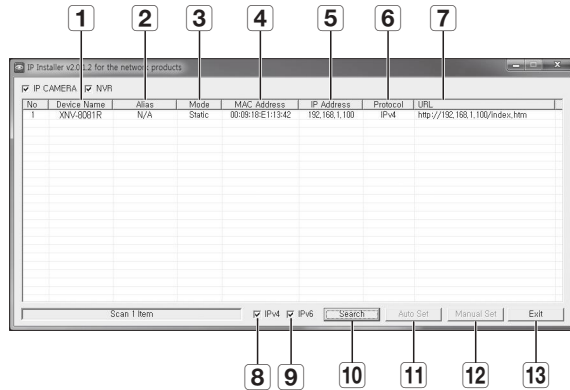 1 2 3 4 5 6 7
IP Installer v2.0.1.2 for the network products
IP CAMERA NVR
No Device Name Alias Mode MAC Address IP Address Protocol URL
1 XNV-8081R N/A Static 00:09:18:E1:13:42 192,168,1,100 IPv4 http://192,168,1,100/index,htm
Scan 1 Item IPv4 IPv6 Search Auto Set Manual Set Exit
8 9 10 11 12 13